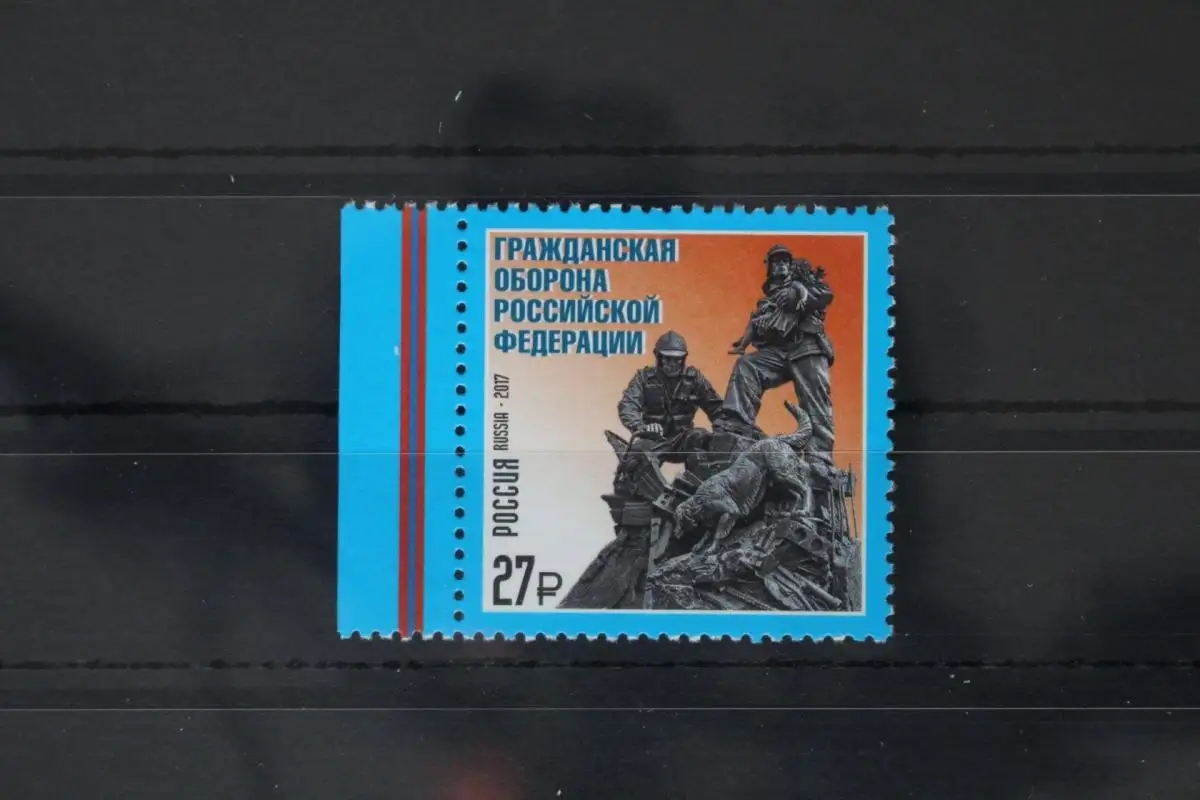 ГРАЖДАНСКАЯ
ОБОРОНА
РОССИЙСКОЙ
ФЕДЕРАЦИИ
РОССИЯ RUSSIA · 2017
27₽